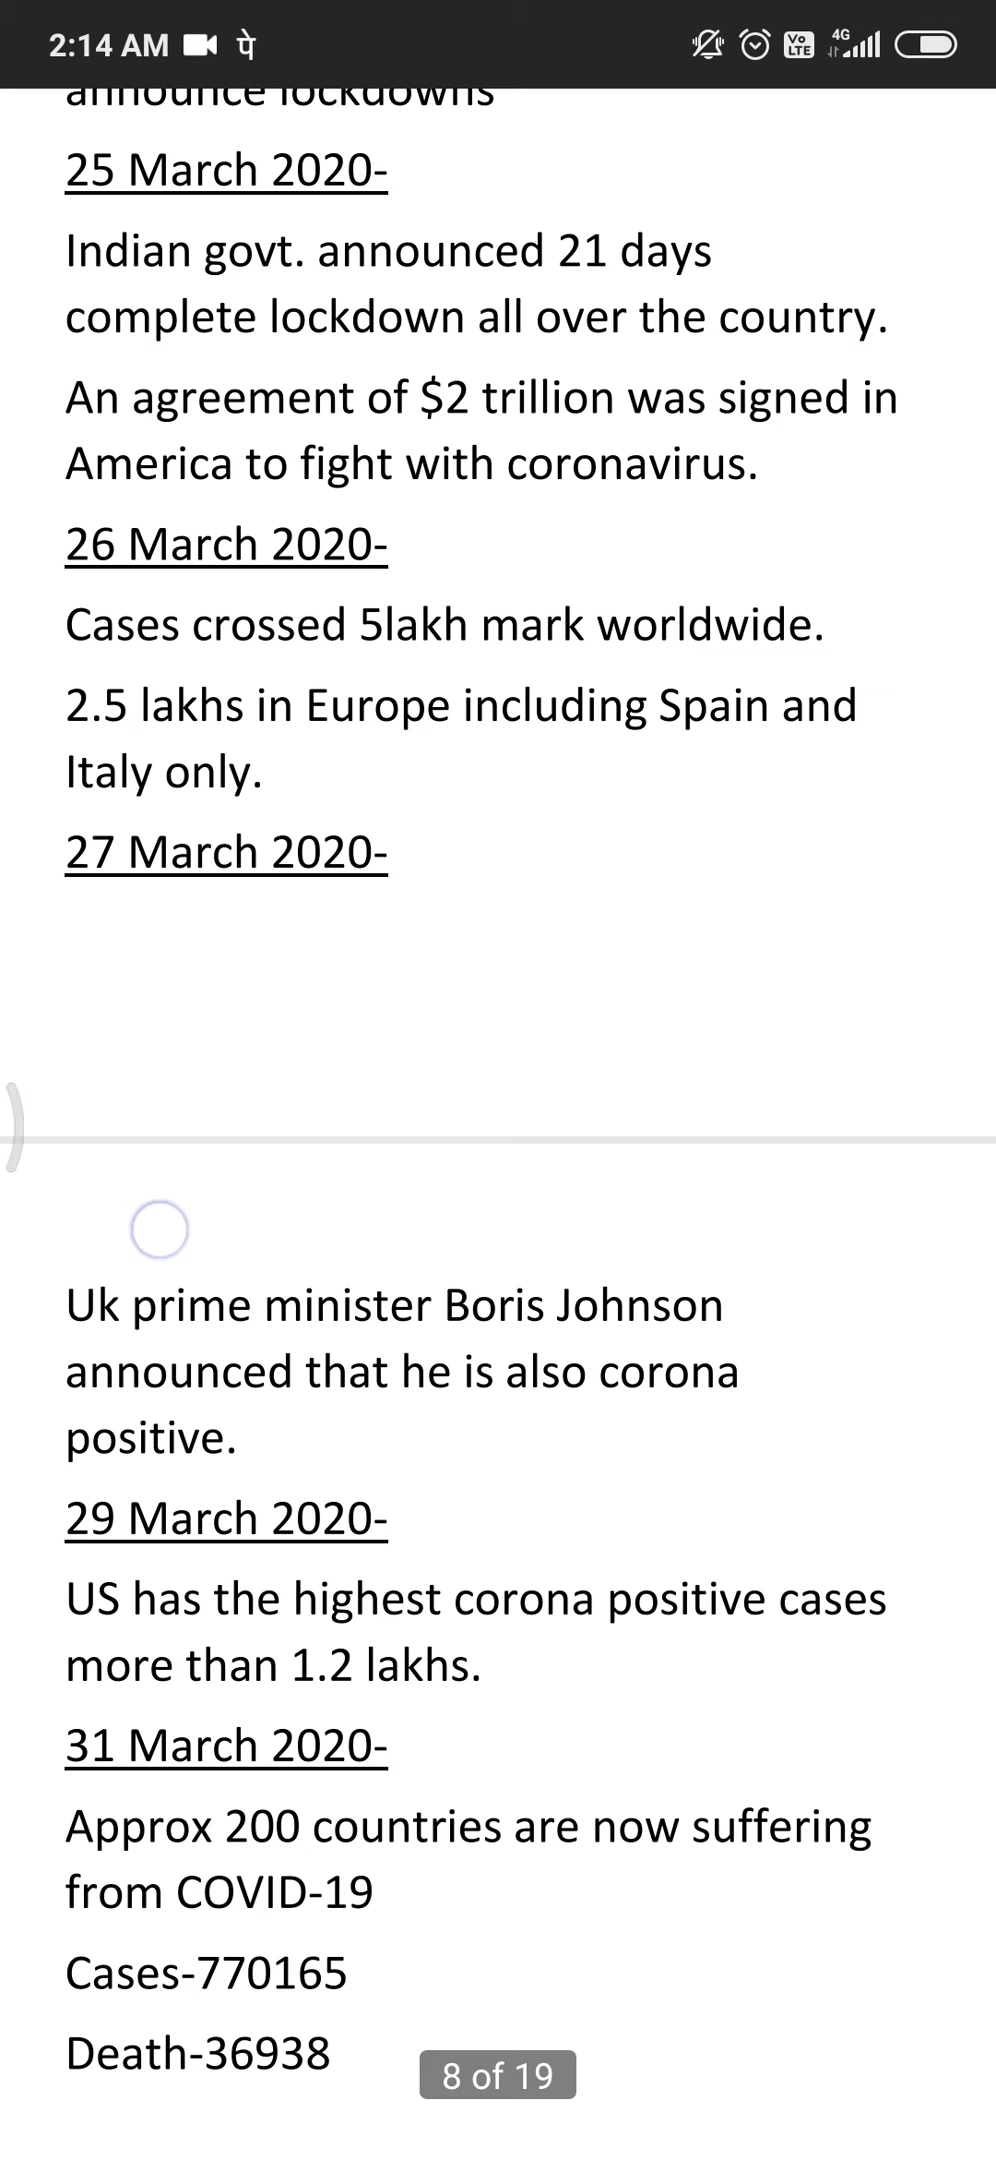 2:14 AM पे 4G
Vo
LTE
announce lockdowns
25 March 2020-
Indian govt. announced 21 days
complete lockdown all over the country.
An agreement of $2 trillion was signed in
America to fight with coronavirus.
26 March 2020-
Cases crossed 5lakh mark worldwide.
2.5 lakhs in Europe including Spain and
Italy only.
27 March 2020-
Uk prime minister Boris Johnson
announced that he is also corona
positive.
29 March 2020-
US has the highest corona positive cases
more than 1.2 lakhs.
31 March 2020-
Approx 200 countries are now suffering
from COVID-19
Cases-770165
Death-36938
8 of 19